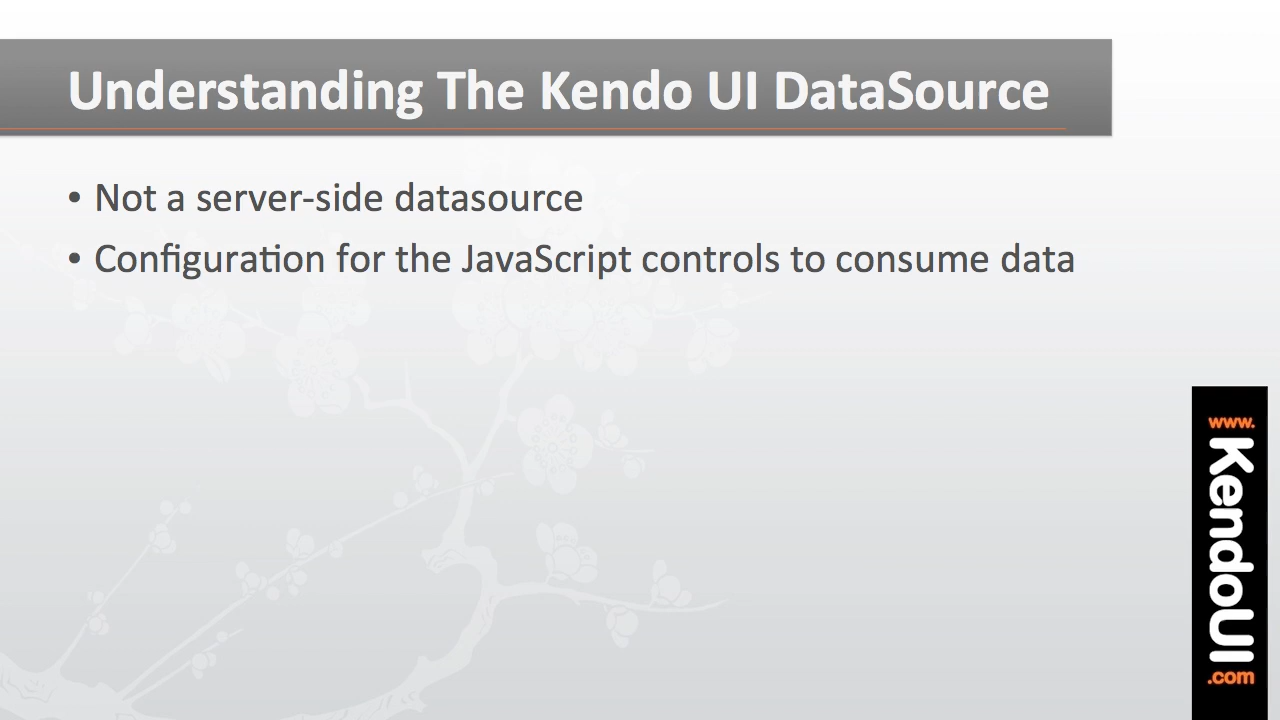 Understanding The Kendo UI DataSource
• Not a server-side datasource
• Configuration for the JavaScript controls to consume data
www.
KendoUI
.com